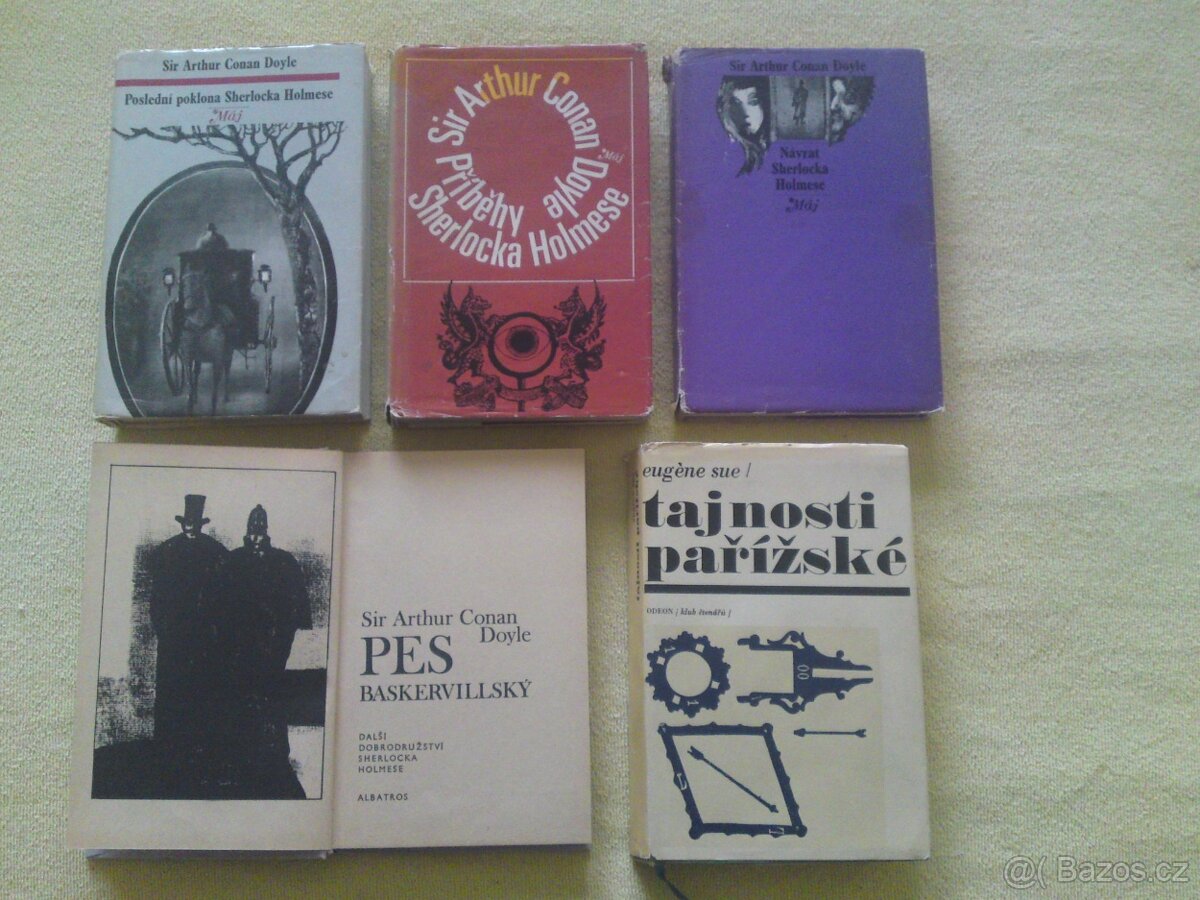 Sir Arthur Conan Doyle
Poslední poklona Sherlocka Holmese
Máj
Sir Arthur Conan Doyle
Máj
Příběhy
Sherlocka Holmese
Sir Arthur Conan Doyle
Návrat
Sherlocka
Holmese
Máj
Sir Arthur Conan
Doyle
PES
BASKERVILLSKÝ
DALŠÍ
DOBRODRUŽSTVÍ
SHERLOCKA
HOLMESE
ALBATROS
eugène sue /
tajnosti
pařížské
ODEON / klub čtenářů /
tajnosti pařížské
@( Bazos.cz